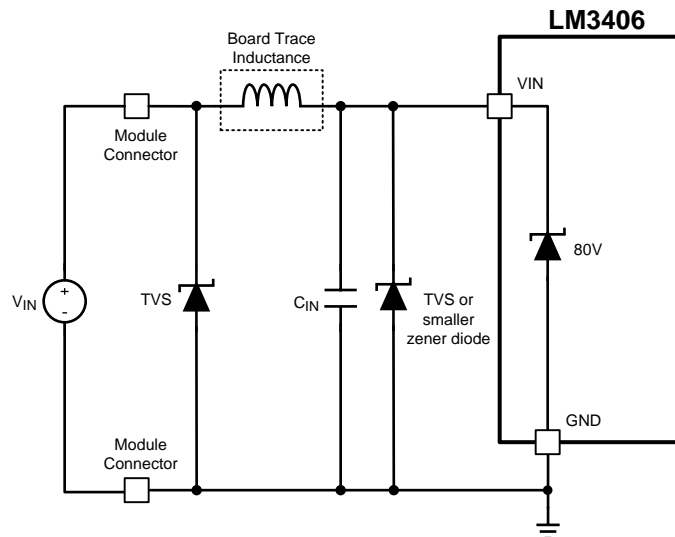 LM3406
Board Trace
Inductance
VIN
Module
Connector
80V
TVS
CIN
TVS or
smaller
zener diode
VIN
+
-
GND
Module
Connector